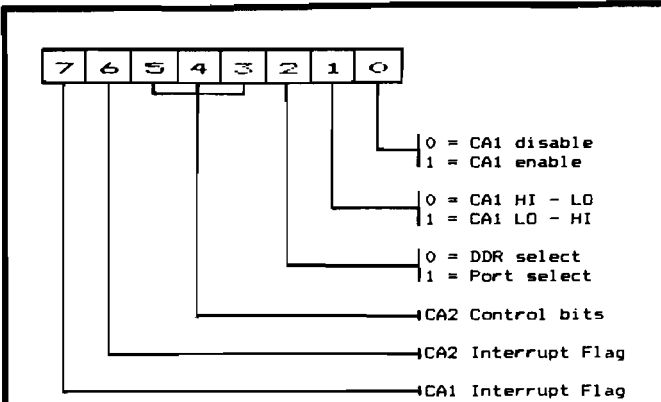 7 6 5 4 3 2 1 0
0 = CA1 disable
1 = CA1 enable
0 = CA1 HI - LO
1 = CA1 LO - HI
0 = DDR select
1 = Port select
CA2 Control bits
CA2 Interrupt Flag
CA1 Interrupt Flag